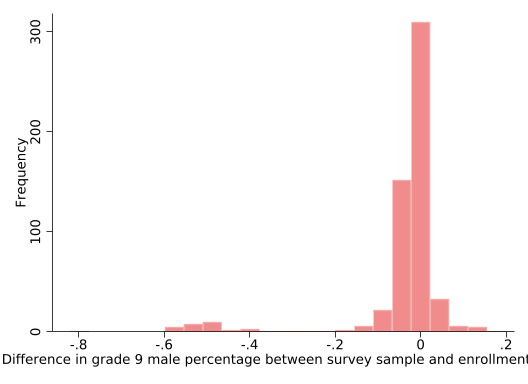 Frequency
300
200
100
0
-.8 -.6 -.4 -.2 0 .2
Difference in grade 9 male percentage between survey sample and enrollment